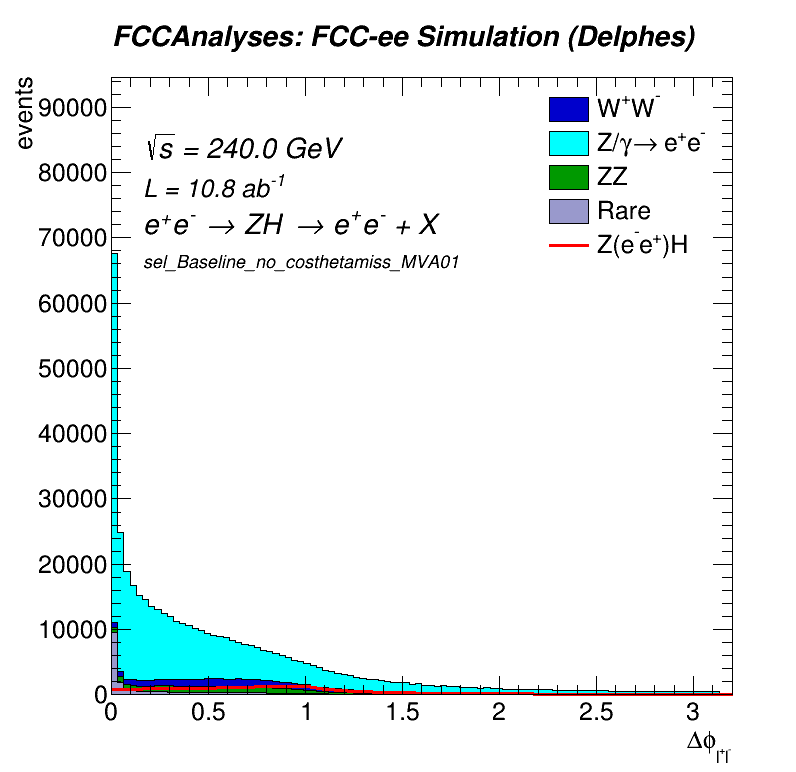 FCCAnalyses: FCC-ee Simulation (Delphes)
events
90000
80000
70000
60000
50000
40000
30000
20000
10000
0
√s = 240.0 GeV
L = 10.8 ab⁻¹
e⁺e⁻ → ZH → e⁺e⁻ + X
sel_Baseline_no_costhetamiss_MVA01
W⁺W⁻
Z/γ→ e⁺e⁻
ZZ
Rare
Z(e⁻e⁺)H
0 0.5 1 1.5 2 2.5 3
Δϕ_l⁺l⁻